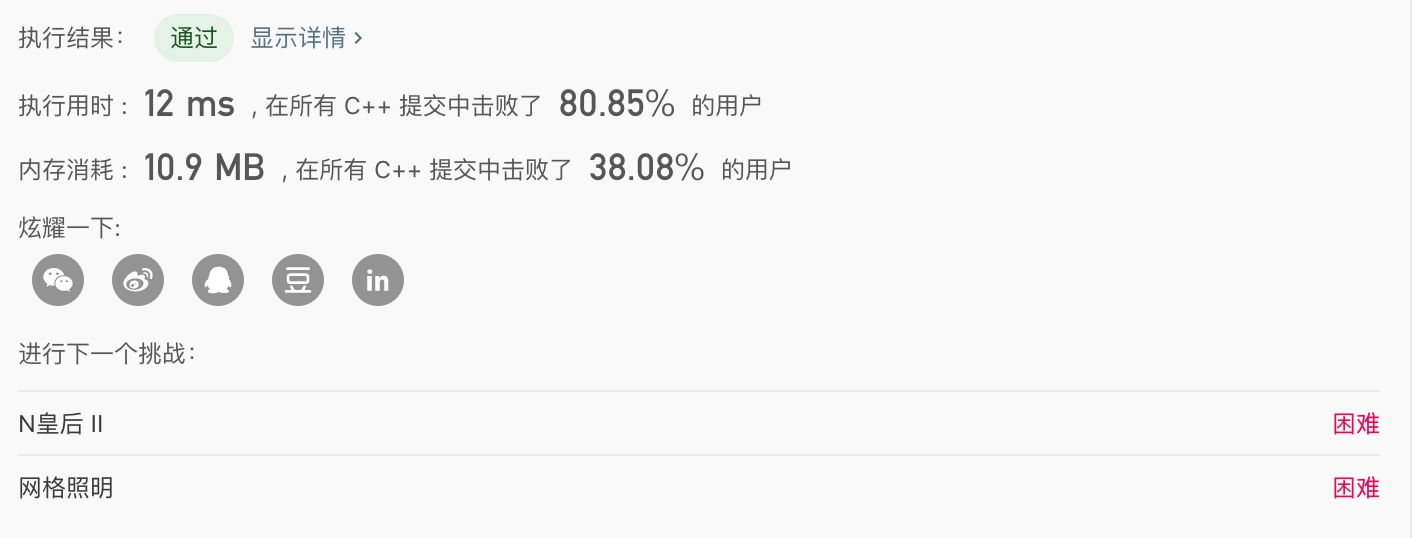 执行结果： 通过 显示详情 ›
执行用时 : 12 ms , 在所有 C++ 提交中击败了 80.85% 的用户
内存消耗 : 10.9 MB , 在所有 C++ 提交中击败了 38.08% 的用户
炫耀一下:
豆 in
进行下一个挑战：
N皇后 II 困难
网格照明 困难